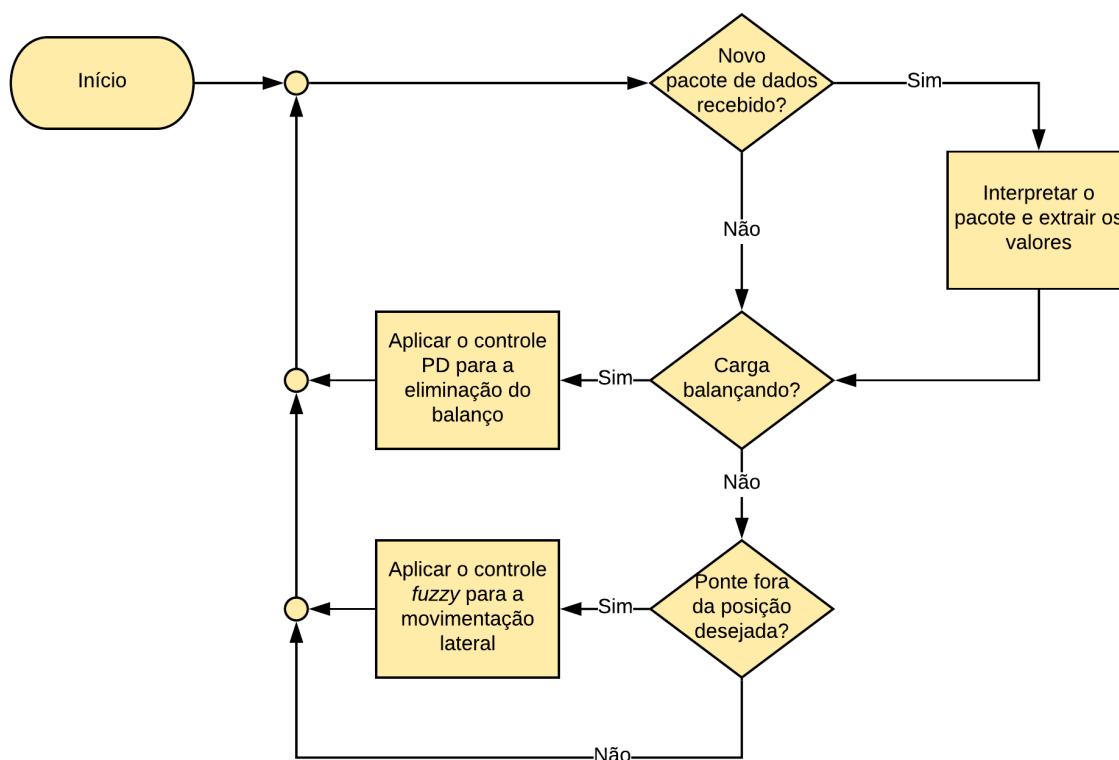 Início
Novo
pacote de dados
recebido?
Sim
Interpretar o
pacote e extrair os
valores
Não
Aplicar o controle
PD para a
eliminação do
balanço
Sim
Carga
balançando?
Não
Aplicar o controle
fuzzy para a
movimentação
lateral
Sim
Ponte fora
da posição
desejada?
Não